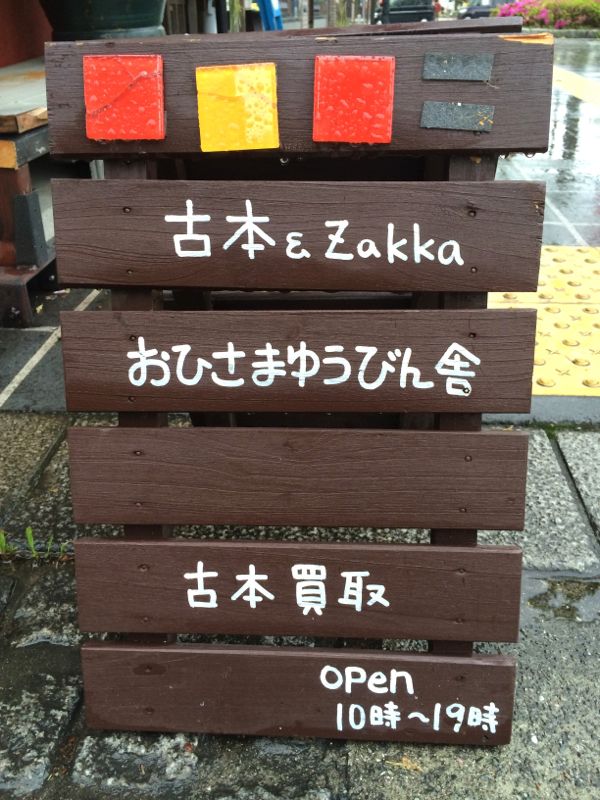 古本 & Zakka
おひさまゆうびん舎
古本 買取
open
10時〜19時